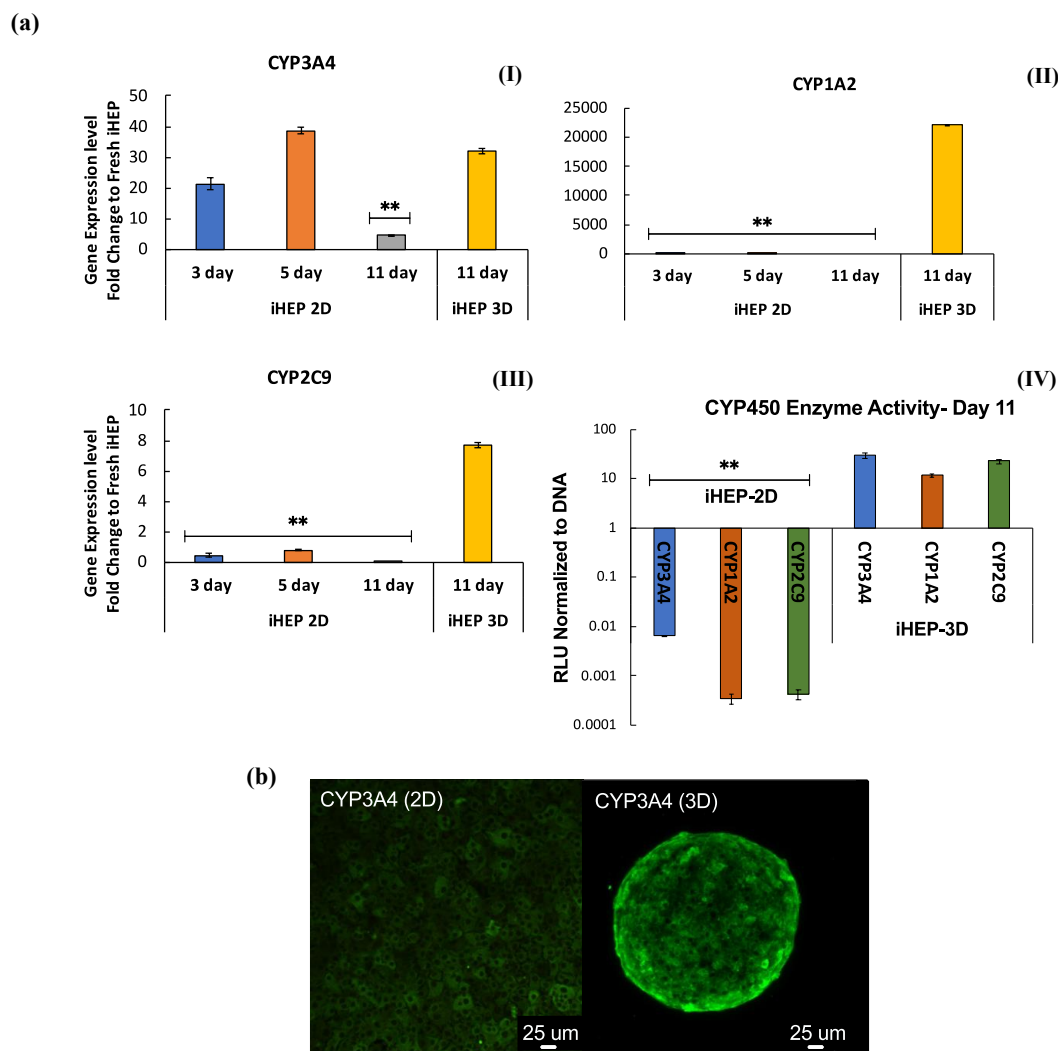 (a)
CYP3A4
(I)
Gene Expression level
Fold Change to Fresh iHEP
50
40
30
20
10
0
**
3 day
5 day
11 day
11 day
iHEP 2D
iHEP 3D
CYP1A2
(II)
25000
20000
15000
10000
5000
0
**
3 day
5 day
11 day
11 day
iHEP 2D
iHEP 3D
CYP2C9
(III)
Gene Expression level
Fold Change to Fresh iHEP
8
6
4
2
0
**
3 day
5 day
11 day
11 day
iHEP 2D
iHEP 3D
(IV)
CYP450 Enzyme Activity- Day 11
RLU Normalized to DNA
100
10
1
0.1
0.01
0.001
0.0001
**
iHEP-2D
CYP3A4
CYP1A2
CYP2C9
CYP3A4
CYP1A2
CYP2C9
iHEP-3D
(b)
CYP3A4 (2D)
25 um
CYP3A4 (3D)
25 um